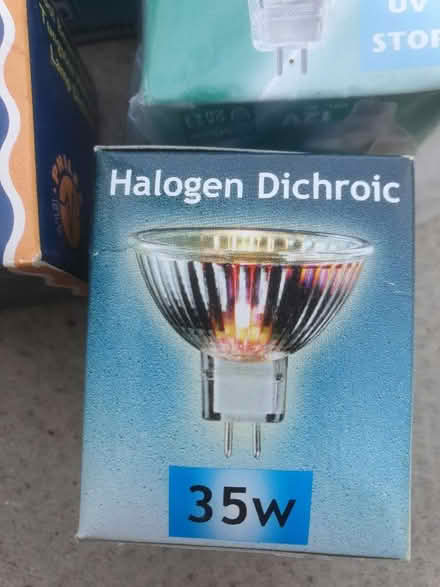 UV
STOP
Halogen Dichroic
35w